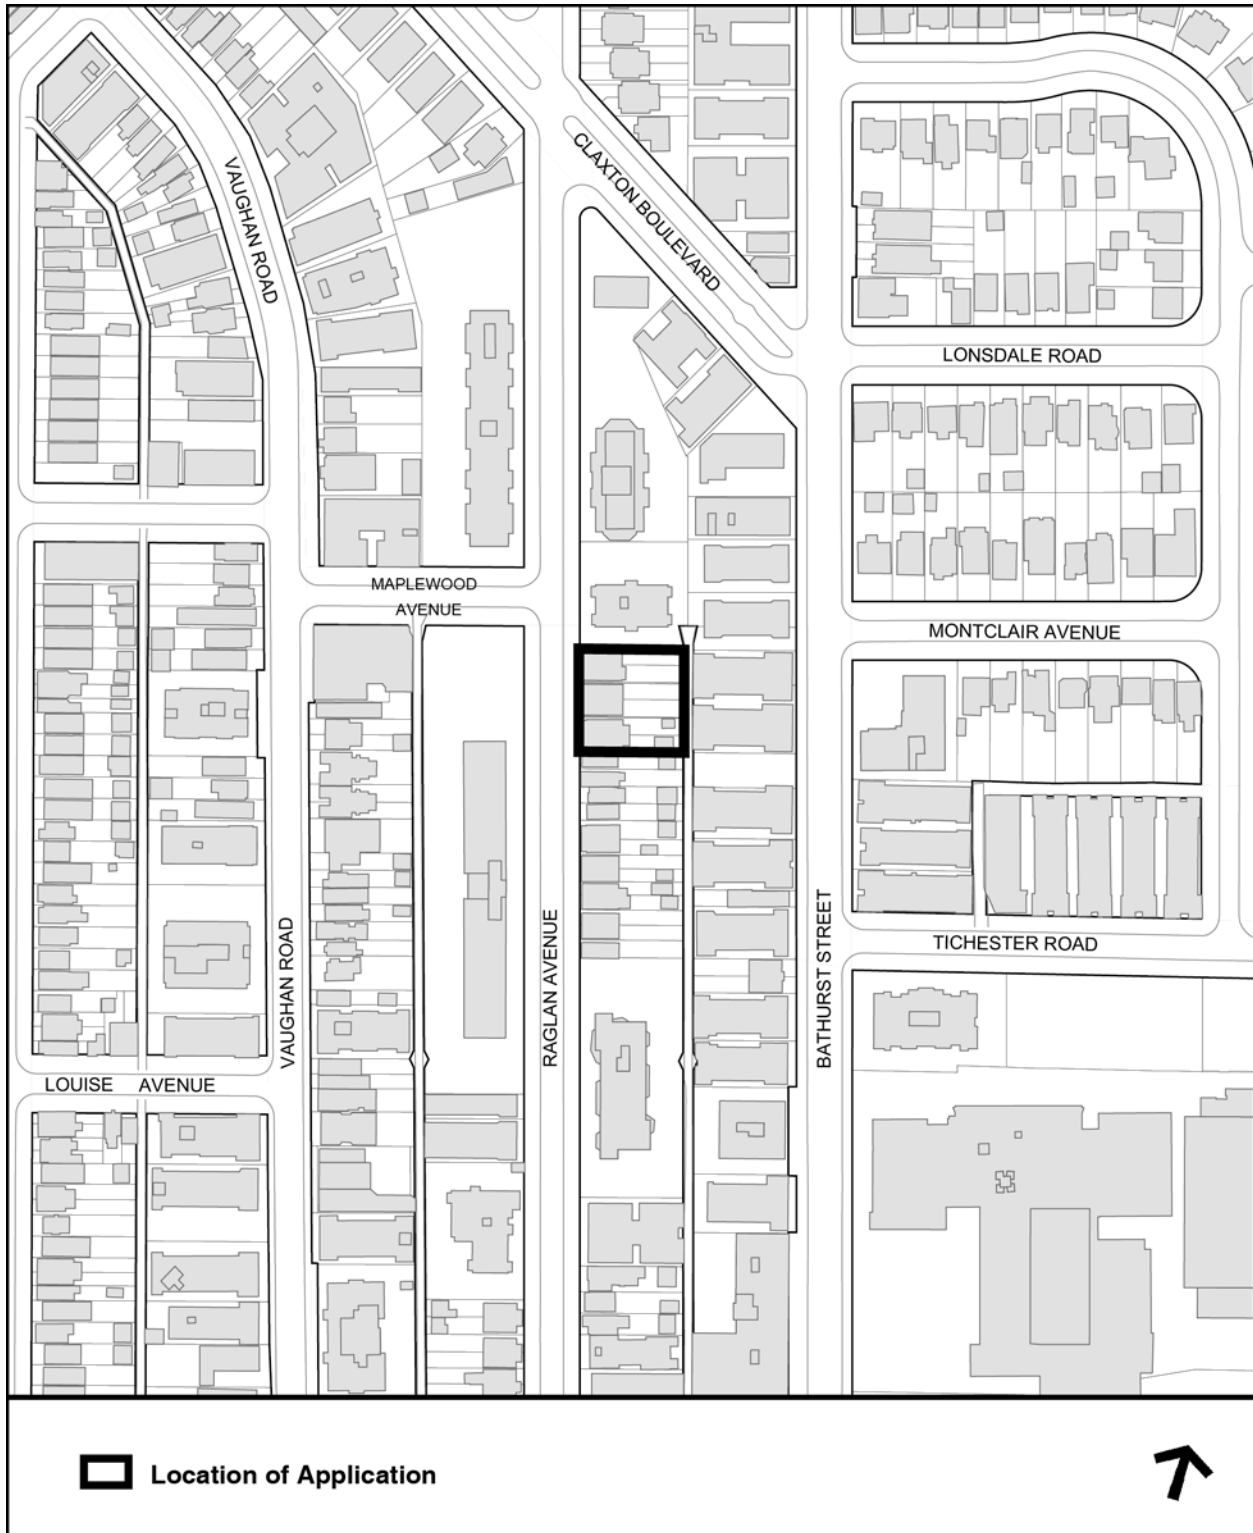 CLAXTON BOULEVARD
VAUGHAN ROAD
LONSDALE ROAD
MAPLEWOOD
AVENUE
MONTCLAIR AVENUE
VAUGHAN ROAD
RAGLAN AVENUE
BATHURST STREET
TICHESTER ROAD
LOUISE AVENUE
Location of Application